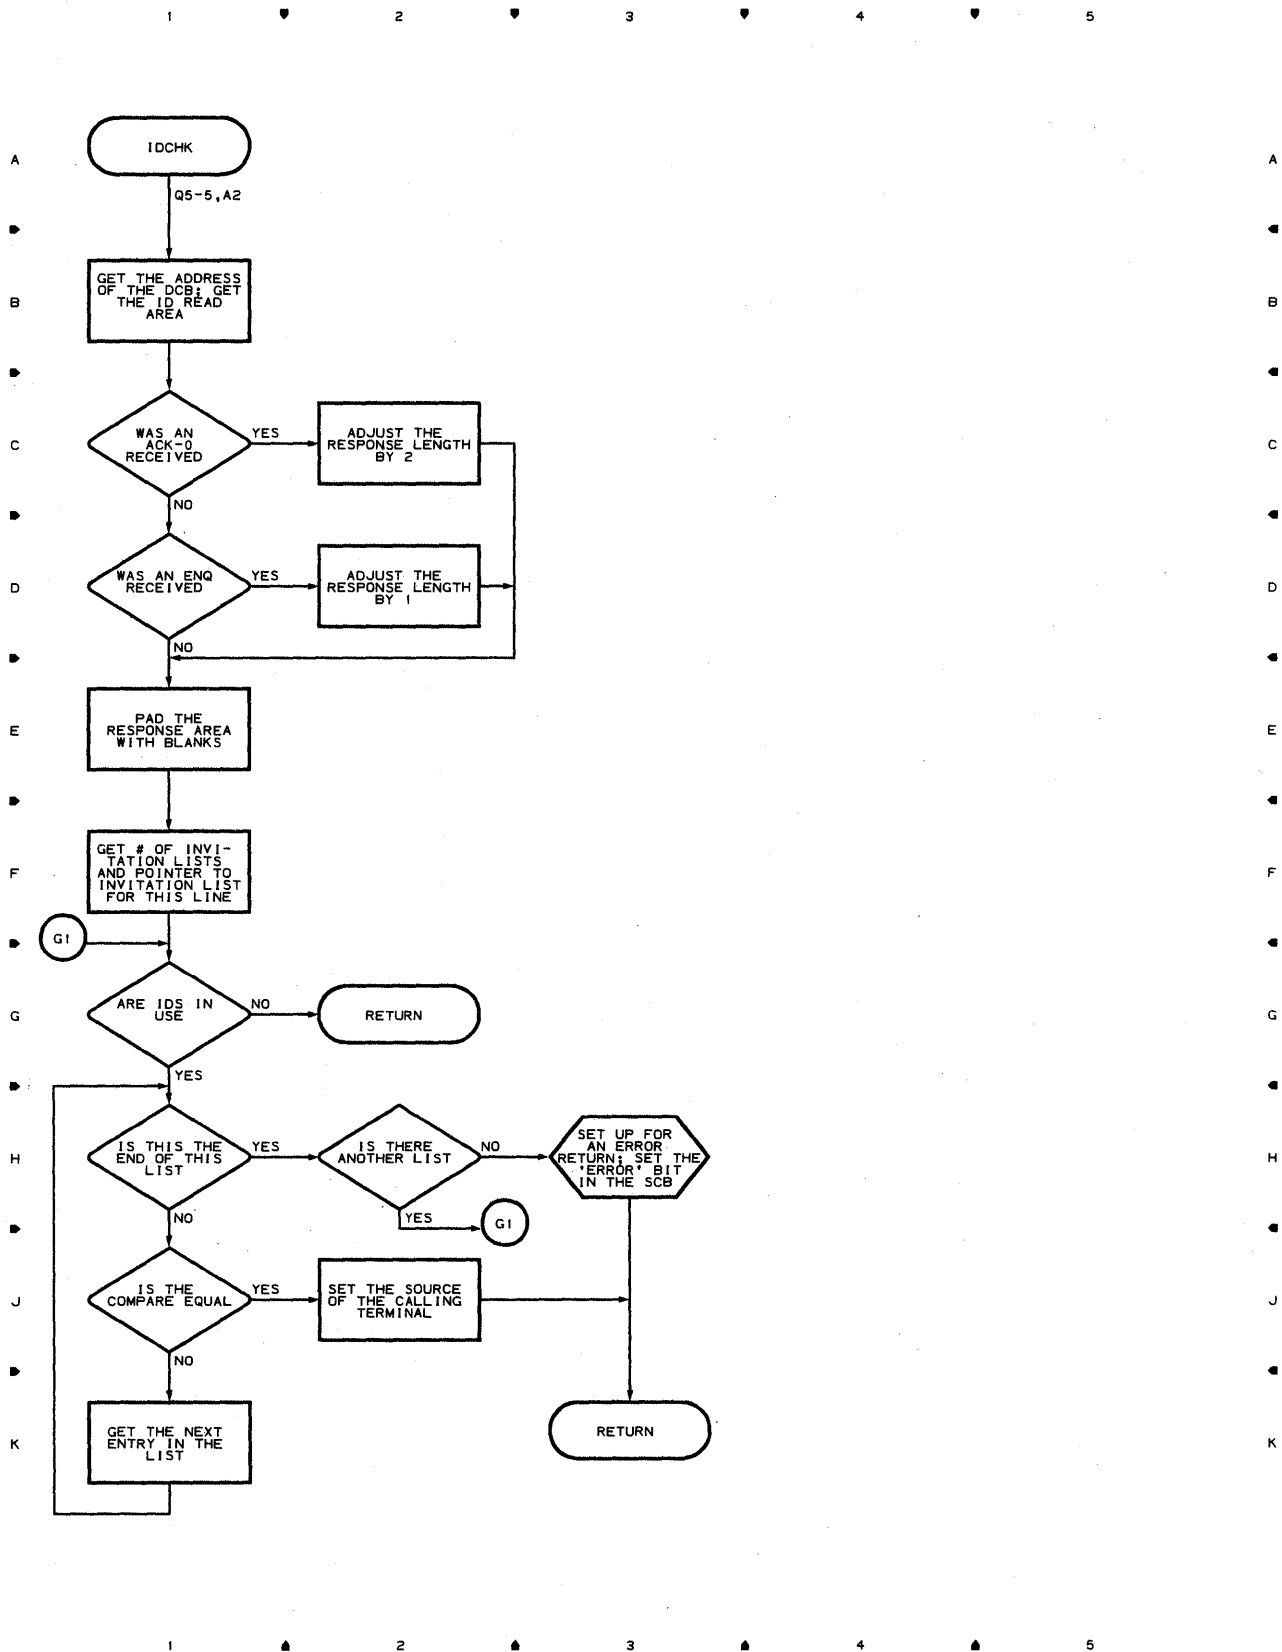 1 2 3 4 5
A IDCHK A
Q5-5,A2
B B
GET THE ADDRESS
OF THE DCB; GET
THE ID READ
AREA
C C
WAS AN
ACK-0
RECEIVED
YES
ADJUST THE
RESPONSE LENGTH
BY 2
NO
D D
WAS AN ENQ
RECEIVED
YES
ADJUST THE
RESPONSE LENGTH
BY 1
NO
E E
PAD THE
RESPONSE AREA
WITH BLANKS
F F
GET # OF INVI-
TATION LISTS
AND POINTER TO
INVITATION LIST
FOR THIS LINE
G1
G G
ARE IDS IN
USE
NO
RETURN
YES
H H
IS THIS THE
END OF THIS
LIST
YES
IS THERE
ANOTHER LIST
NO
SET UP FOR
AN ERROR
RETURN; SET THE
'ERROR' BIT
IN THE SCB
NO
YES
G1
J J
IS THE
COMPARE EQUAL
YES
SET THE SOURCE
OF THE CALLING
TERMINAL
NO
K K
GET THE NEXT
ENTRY IN THE
LIST
RETURN
1 2 3 4 5